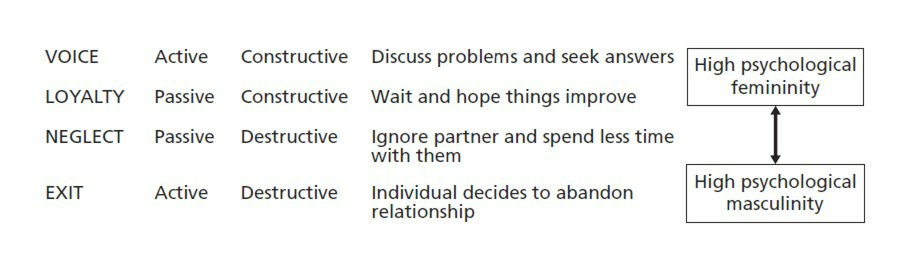 VOICE Active Constructive Discuss problems and seek answers
LOYALTY Passive Constructive Wait and hope things improve
NEGLECT Passive Destructive Ignore partner and spend less time
with them
EXIT Active Destructive Individual decides to abandon
relationship
High psychological
femininity
High psychological
masculinity